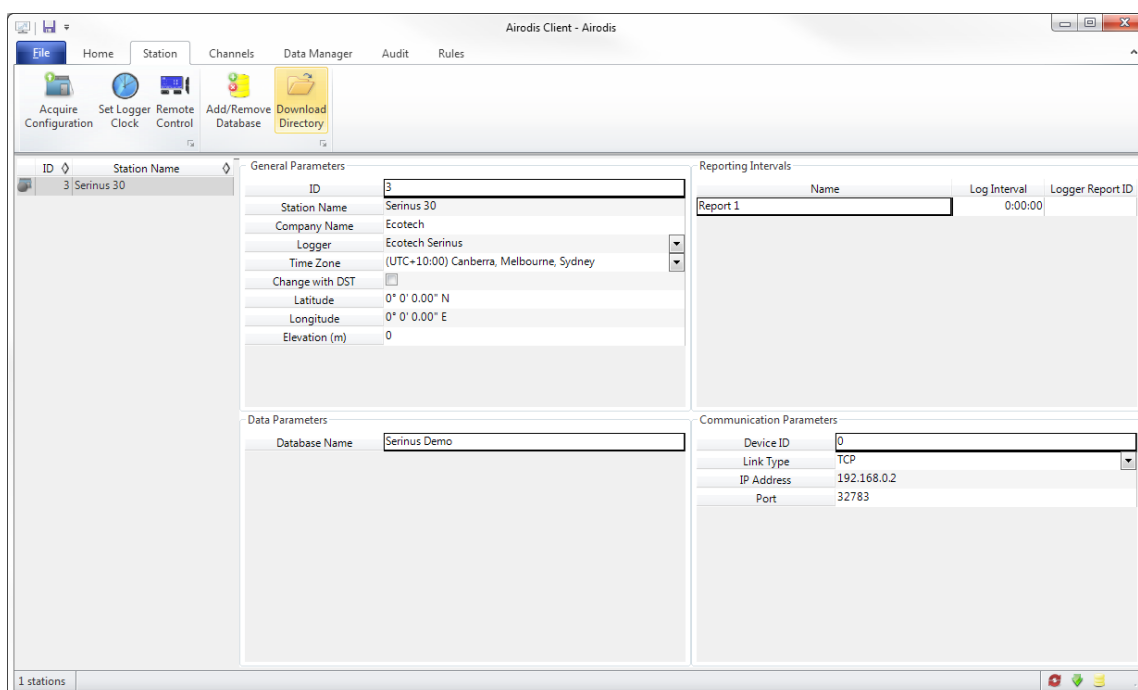 Airodis Client - Airodis
File Home Station Channels Data Manager Audit Rules
Acquire Configuration
Set Logger Clock
Remote Control
Add/Remove Database
Download Directory
ID Station Name
3 Serinus 30
General Parameters
ID 3
Station Name Serinus 30
Company Name Ecotech
Logger Ecotech Serinus
Time Zone (UTC+10:00) Canberra, Melbourne, Sydney
Change with DST
Latitude 0° 0' 0.00" N
Longitude 0° 0' 0.00" E
Elevation (m) 0
Reporting Intervals
Name Log Interval Logger Report ID
Report 1 0:00:00
Data Parameters
Database Name Serinus Demo
Communication Parameters
Device ID 0
Link Type TCP
IP Address 192.168.0.2
Port 32783
1 stations